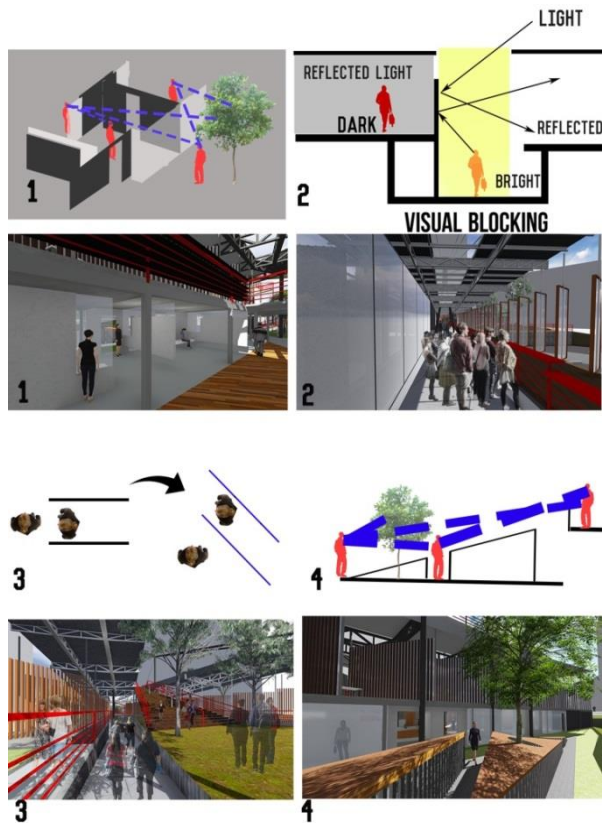 LIGHT
REFLECTED LIGHT
DARK
REFLECTED
BRIGHT
1
2
VISUAL BLOCKING
1
2
3
4
3
4